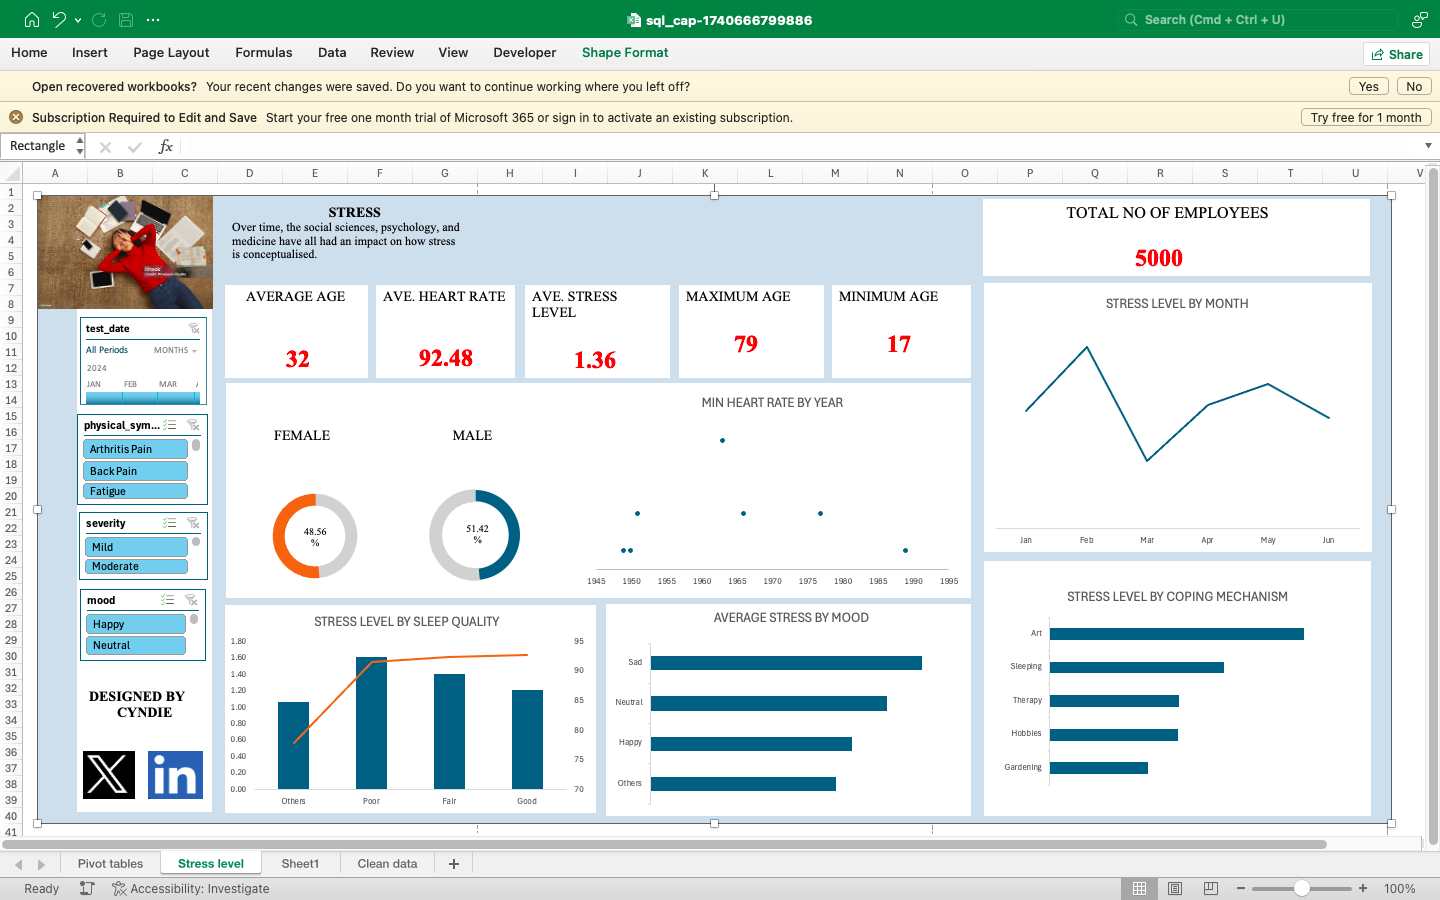 sql_cap-1740666799886
Search (Cmd + Ctrl + U)
Home Insert Page Layout Formulas Data Review View Developer Shape Format
Share
Open recovered workbooks? Your recent changes were saved. Do you want to continue working where you left off?
Yes No
Subscription Required to Edit and Save Start your free one month trial of Microsoft 365 or sign in to activate an existing subscription.
Try free for 1 month
Rectangle fx
A B C D E F G H I J K L M N O P Q R S T U V
1
2
3
4
5
6
7
8
9
10
11
12
13
14
15
16
17
18
19
20
21
22
23
24
25
26
27
28
29
30
31
32
33
34
35
36
37
38
39
40
41
iStock
STRESS
Over time, the social sciences, psychology, and
medicine have all had an impact on how stress
is conceptualised.
TOTAL NO OF EMPLOYEES
5000
AVERAGE AGE
32
AVE. HEART RATE
92.48
AVE. STRESS
LEVEL
1.36
MAXIMUM AGE
79
MINIMUM AGE
17
test_date
All Periods MONTHS
2024
JAN FEB MAR
physical_sym...
Arthritis Pain
Back Pain
Fatigue
severity
Mild
Moderate
mood
Happy
Neutral
DESIGNED BY
CYNDIE
X
in
FEMALE
48.56
%
MALE
51.42
%
MIN HEART RATE BY YEAR
1945 1950 1955 1960 1965 1970 1975 1980 1985 1990 1995
STRESS LEVEL BY MONTH
Jan Feb Mar Apr May Jun
STRESS LEVEL BY SLEEP QUALITY
1.80
1.60
1.40
1.20
1.00
0.80
0.60
0.40
0.20
0.00
95
90
85
80
75
70
Others Poor Fair Good
AVERAGE STRESS BY MOOD
Sad
Neutral
Happy
Others
STRESS LEVEL BY COPING MECHANISM
Art
Sleeping
Therapy
Hobbies
Gardening
Pivot tables Stress level Sheet1 Clean data +
Ready Accessibility: Investigate
100%